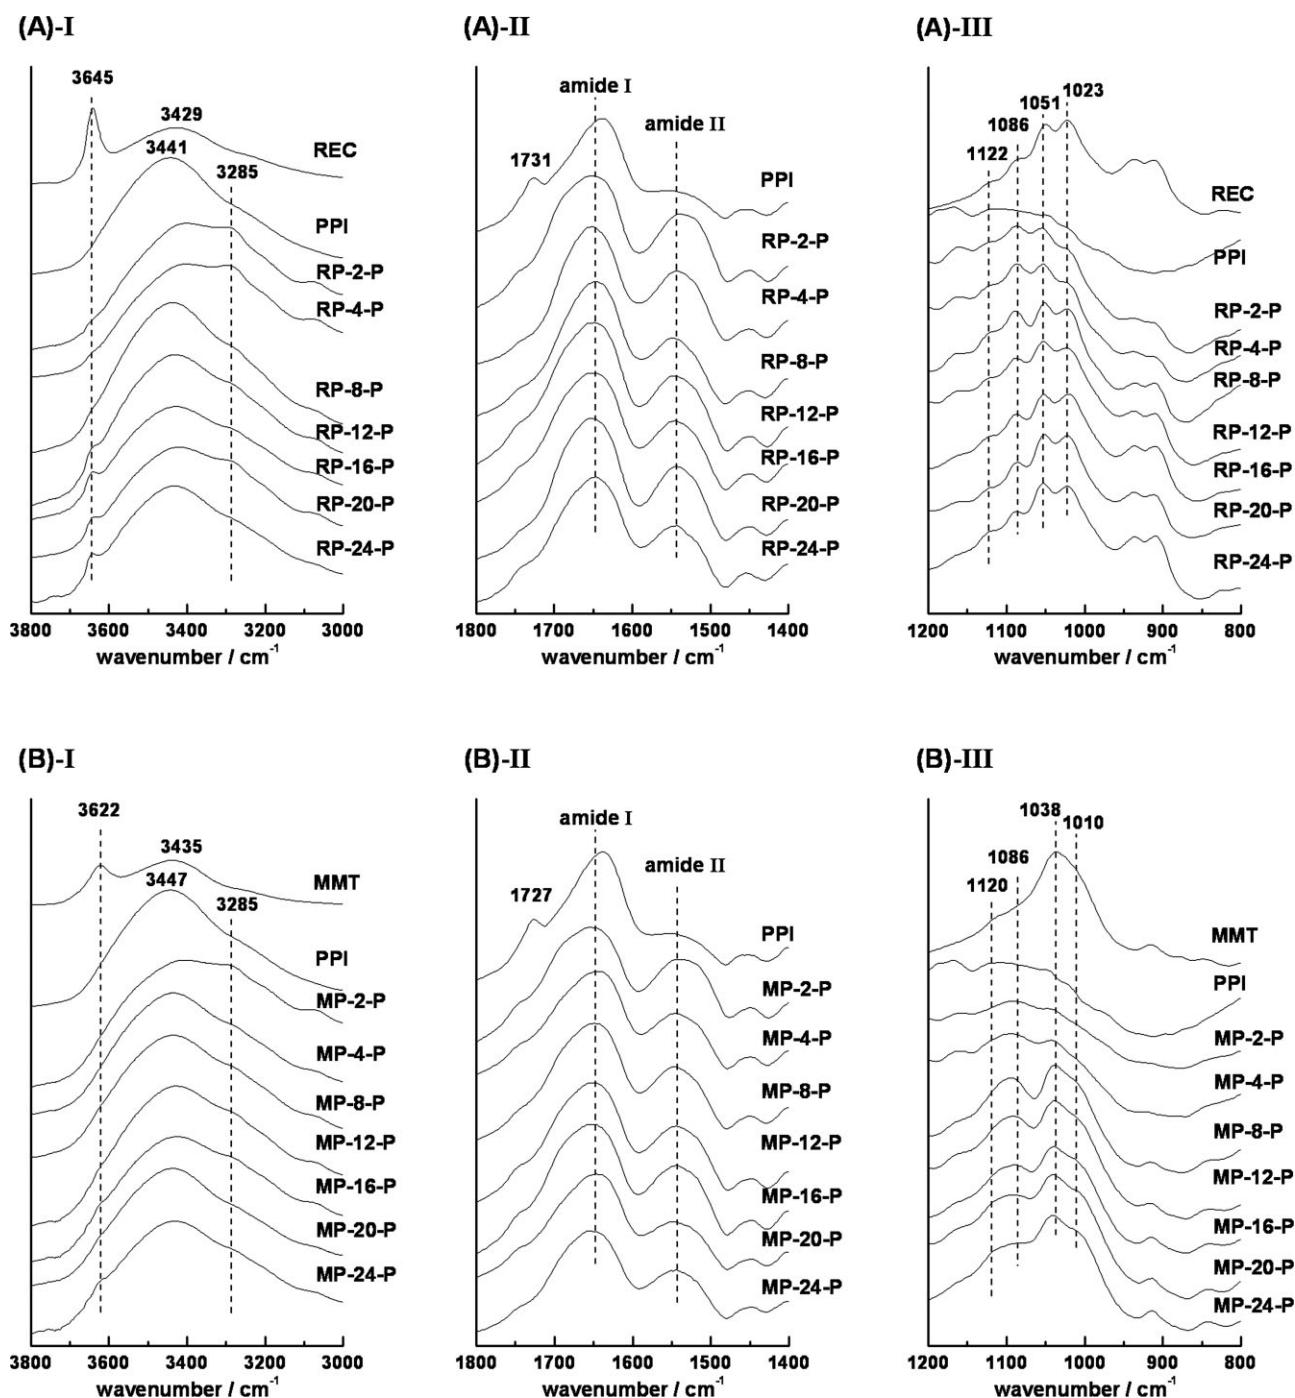 (A)-I
3645
3429
3441
3285
REC
PPI
RP-2-P
RP-4-P
RP-8-P
RP-12-P
RP-16-P
RP-20-P
RP-24-P
3800 3600 3400 3200 3000
wavenumber / cm⁻¹
(A)-II
amide I
amide II
1731
PPI
RP-2-P
RP-4-P
RP-8-P
RP-12-P
RP-16-P
RP-20-P
RP-24-P
1800 1700 1600 1500 1400
wavenumber / cm⁻¹
(A)-III
1051
1023
1086
1122
REC
PPI
RP-2-P
RP-4-P
RP-8-P
RP-12-P
RP-16-P
RP-20-P
RP-24-P
1200 1100 1000 900 800
wavenumber / cm⁻¹
(B)-I
3622
3435
3447
3285
MMT
PPI
MP-2-P
MP-4-P
MP-8-P
MP-12-P
MP-16-P
MP-20-P
MP-24-P
3800 3600 3400 3200 3000
wavenumber / cm⁻¹
(B)-II
amide I
amide II
1727
PPI
MP-2-P
MP-4-P
MP-8-P
MP-12-P
MP-16-P
MP-20-P
MP-24-P
1800 1700 1600 1500 1400
wavenumber / cm⁻¹
(B)-III
1038
1010
1086
1120
MMT
PPI
MP-2-P
MP-4-P
MP-8-P
MP-12-P
MP-16-P
MP-20-P
MP-24-P
1200 1100 1000 900 800
wavenumber / cm⁻¹